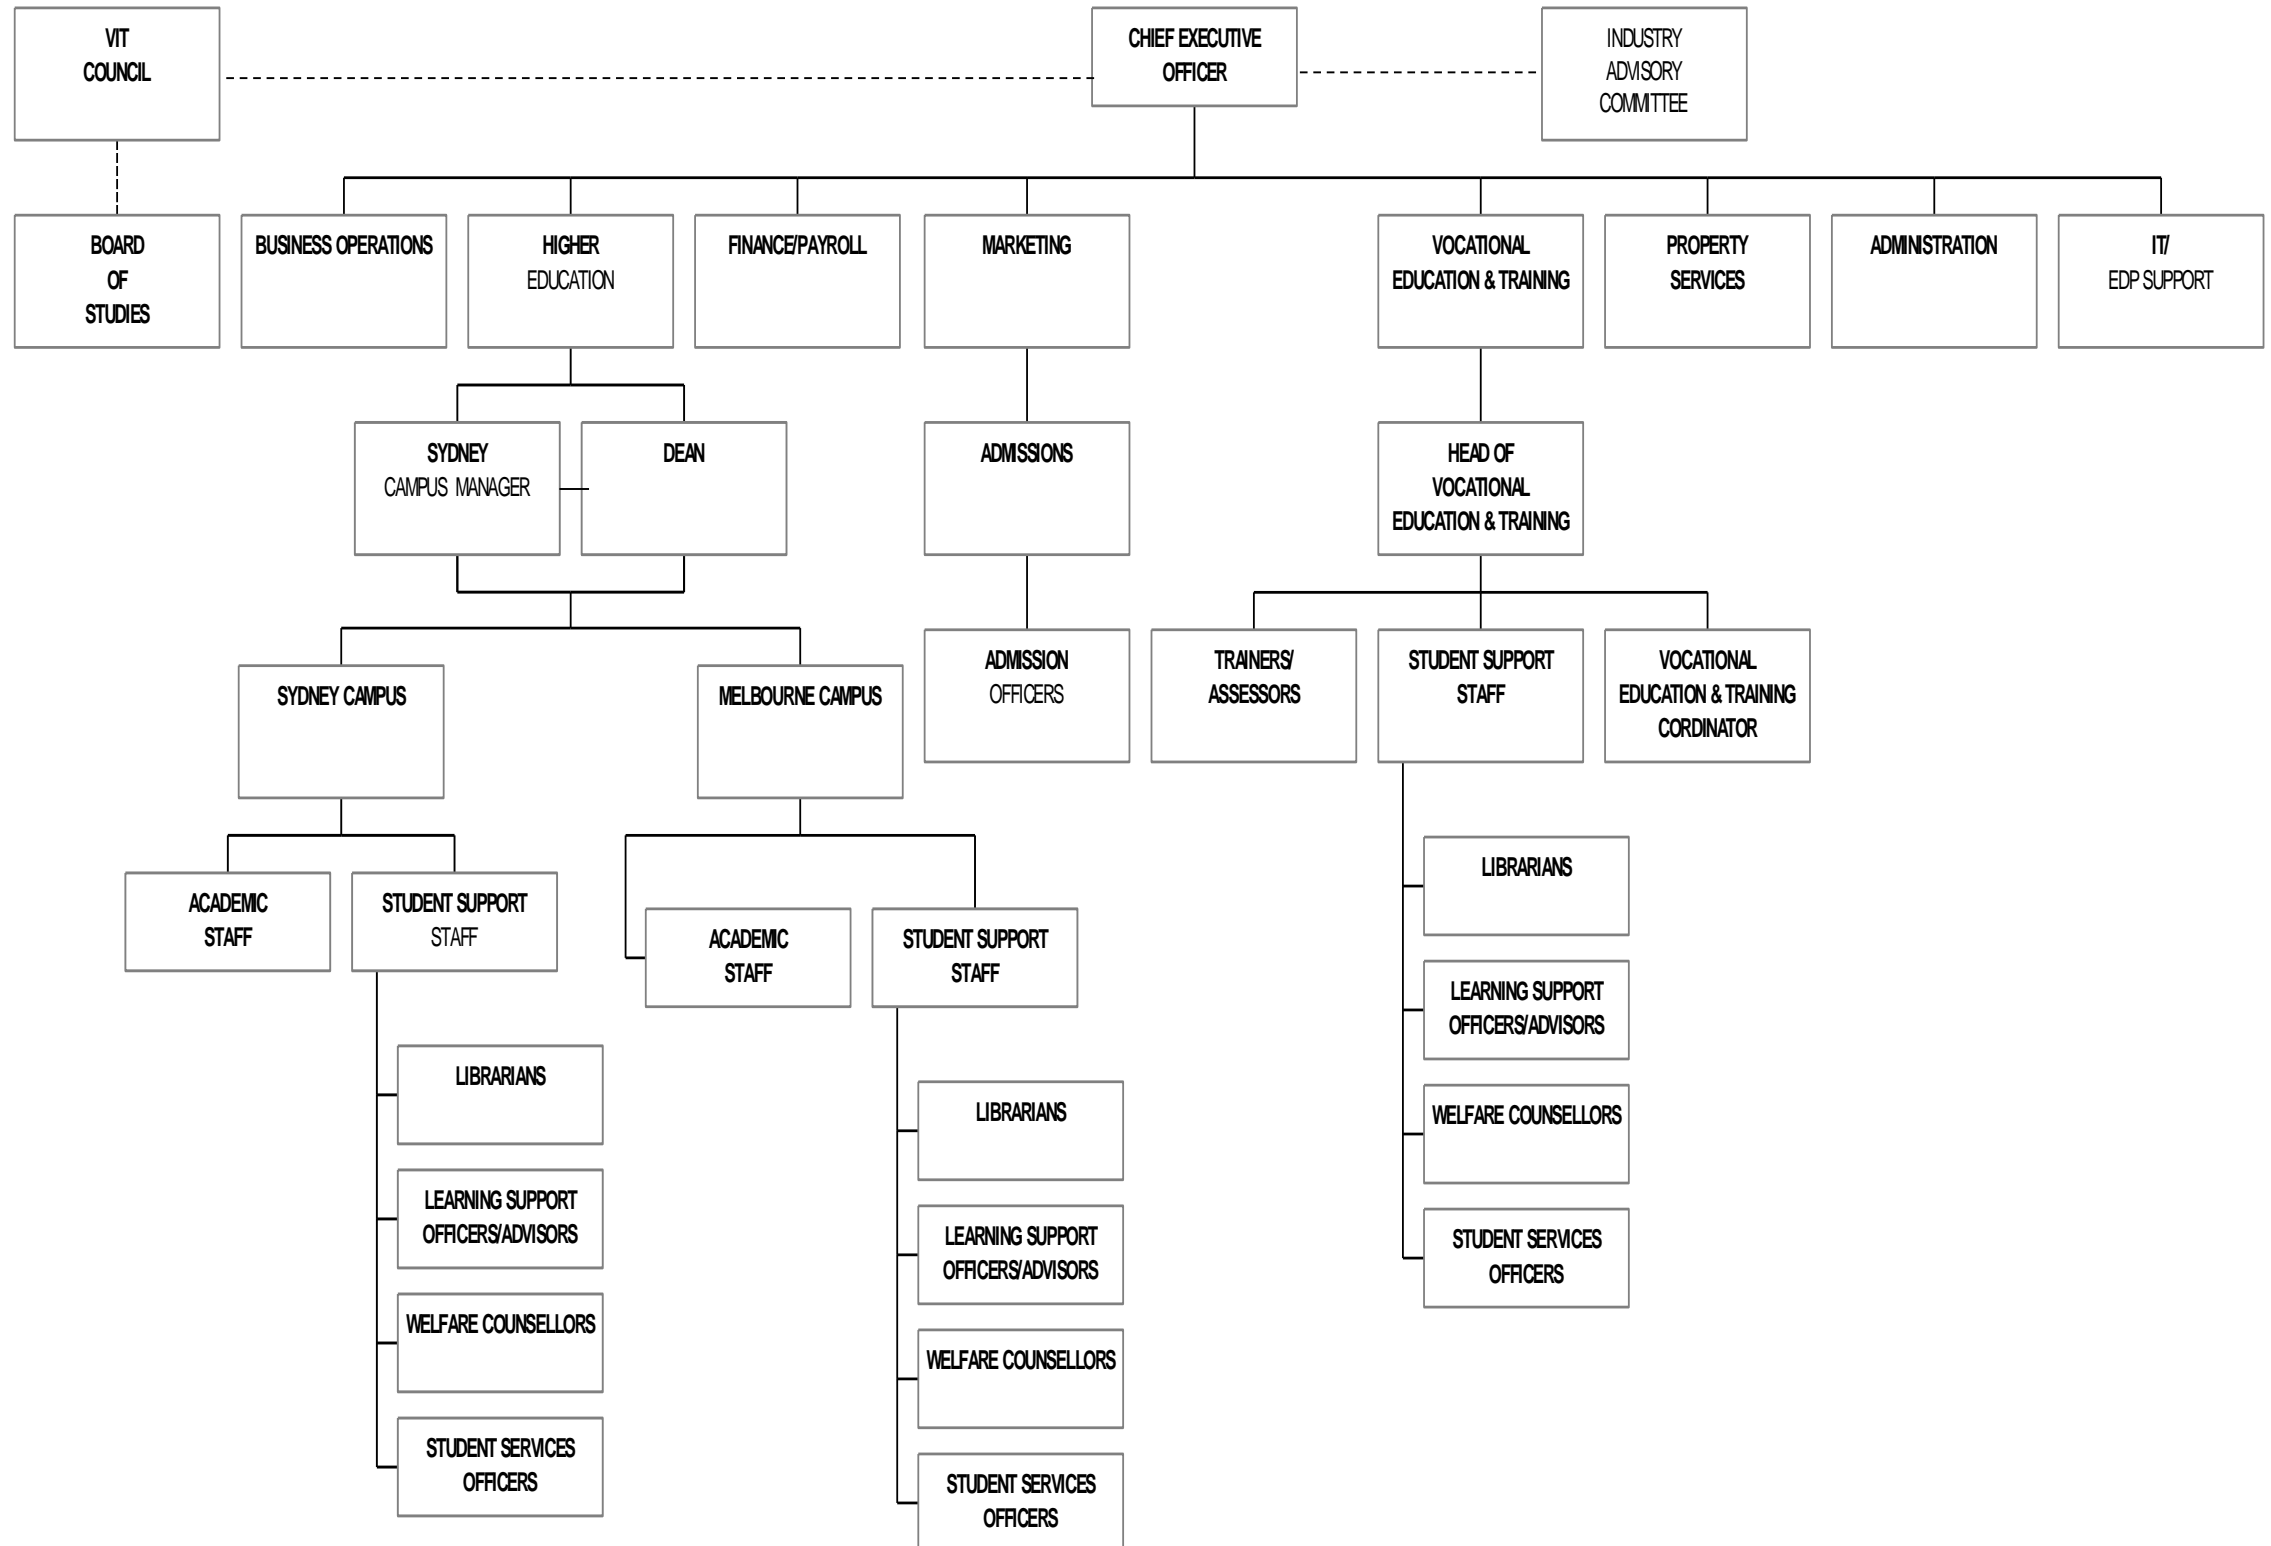 VIT
COUNCIL
CHIEF EXECUTIVE
OFFICER
INDUSTRY
ADVISORY
COMMITTEE
BOARD
OF
STUDIES
BUSINESS OPERATIONS
HIGHER
EDUCATION
FINANCE/PAYROLL
MARKETING
VOCATIONAL
EDUCATION & TRAINING
PROPERTY
SERVICES
ADMINISTRATION
IT/
EDP SUPPORT
SYDNEY
CAMPUS MANAGER
DEAN
ADMISSIONS
HEAD OF
VOCATIONAL
EDUCATION & TRAINING
SYDNEY CAMPUS
MELBOURNE CAMPUS
ADMISSION
OFFICERS
TRAINERS/
ASSESSORS
STUDENT SUPPORT
STAFF
VOCATIONAL
EDUCATION & TRAINING
CORDINATOR
ACADEMIC
STAFF
STUDENT SUPPORT
STAFF
ACADEMIC
STAFF
STUDENT SUPPORT
STAFF
LIBRARIANS
LEARNING SUPPORT
OFFICERS/ADVISORS
WELFARE COUNSELLORS
STUDENT SERVICES
OFFICERS
LIBRARIANS
LEARNING SUPPORT
OFFICERS/ADVISORS
WELFARE COUNSELLORS
STUDENT SERVICES
OFFICERS
LIBRARIANS
LEARNING SUPPORT
OFFICERS/ADVISORS
WELFARE COUNSELLORS
STUDENT SERVICES
OFFICERS